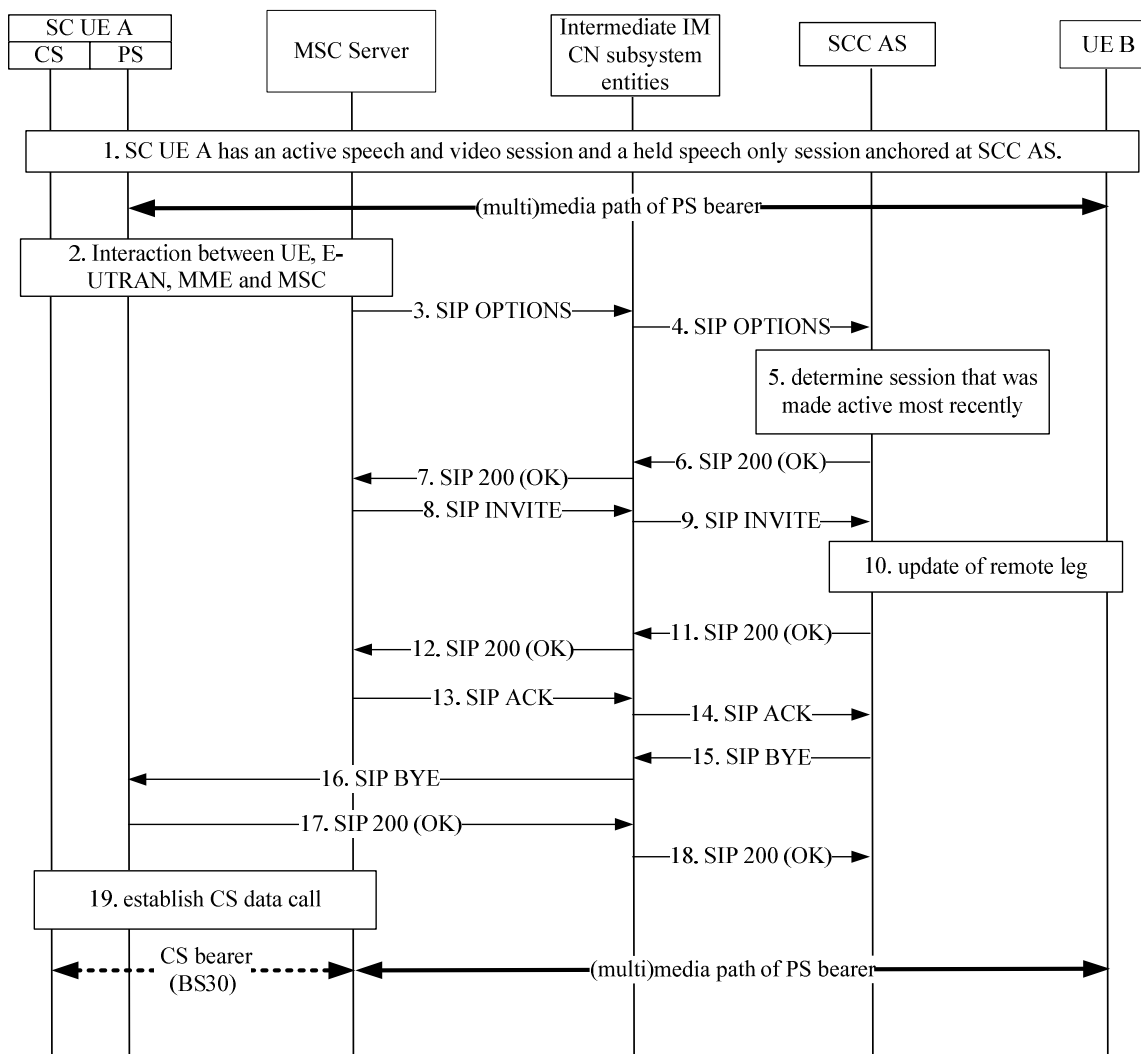 SC UE A
CS
PS
MSC Server
Intermediate IM
CN subsystem
entities
SCC AS
UE B
1. SC UE A has an active speech and video session and a held speech only session anchored at SCC AS.
(multi)media path of PS bearer
2. Interaction between UE, E-
UTRAN, MME and MSC
3. SIP OPTIONS
4. SIP OPTIONS
5. determine session that was
made active most recently
6. SIP 200 (OK)
7. SIP 200 (OK)
8. SIP INVITE
9. SIP INVITE
10. update of remote leg
11. SIP 200 (OK)
12. SIP 200 (OK)
13. SIP ACK
14. SIP ACK
15. SIP BYE
16. SIP BYE
17. SIP 200 (OK)
18. SIP 200 (OK)
19. establish CS data call
CS bearer
(BS30)
(multi)media path of PS bearer